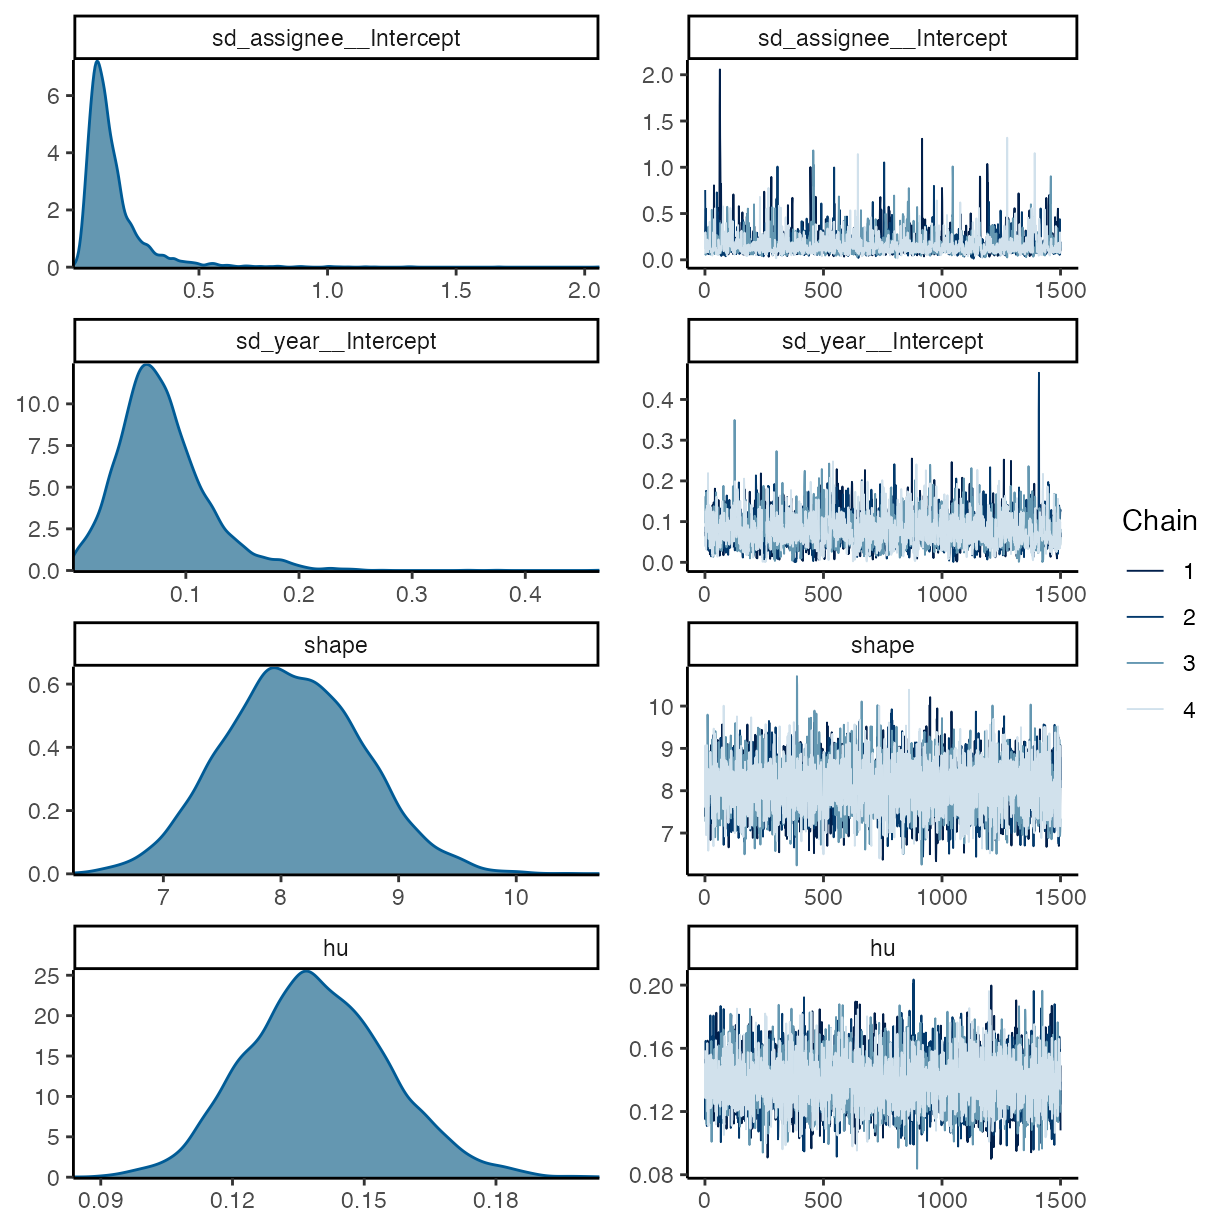 sd_assignee__Intercept
6
4
2
0
0.5 1.0 1.5 2.0
sd_assignee__Intercept
2.0
1.5
1.0
0.5
0.0
0 500 1000 1500
sd_year__Intercept
10.0
7.5
5.0
2.5
0.0
0.1 0.2 0.3 0.4
sd_year__Intercept
0.4
0.3
0.2
0.1
0.0
0 500 1000 1500
shape
0.6
0.4
0.2
0.0
7 8 9 10
shape
10
9
8
7
0 500 1000 1500
hu
25
20
15
10
5
0
0.09 0.12 0.15 0.18
hu
0.20
0.16
0.12
0.08
0 500 1000 1500
Chain
1
2
3
4